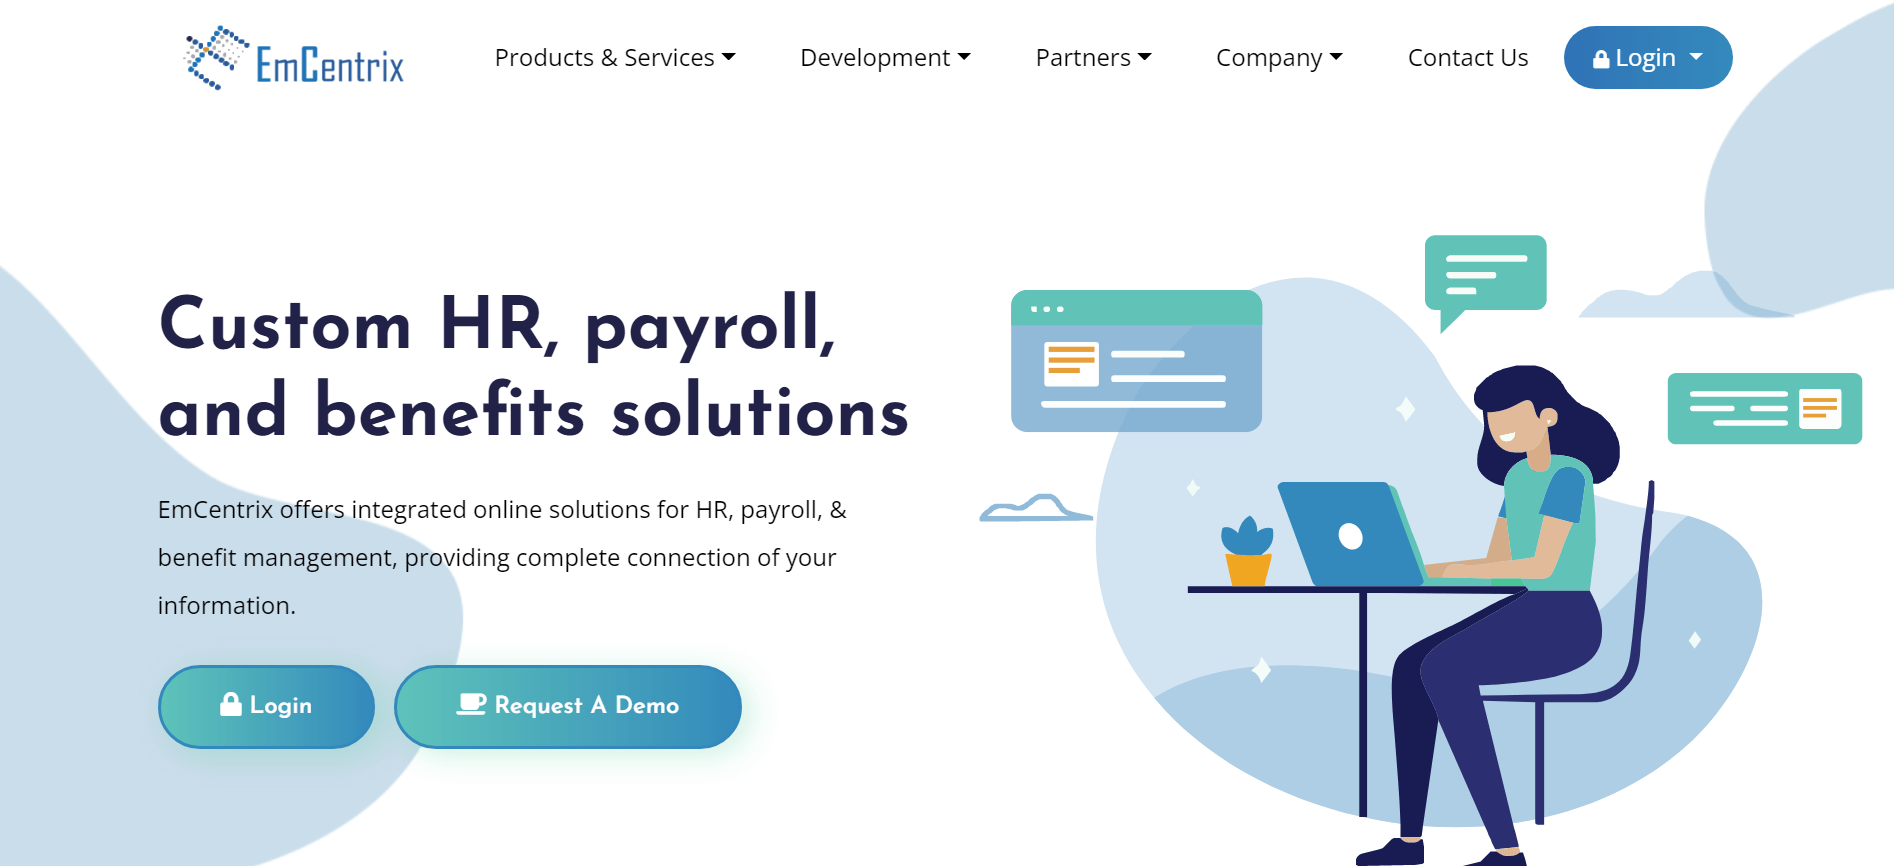 EmCentrix
Products & Services
Development
Partners
Company
Contact Us
Login
Custom HR, payroll,
and benefits solutions
EmCentrix offers integrated online solutions for HR, payroll, &
benefit management, providing complete connection of your
information.
Login
Request A Demo